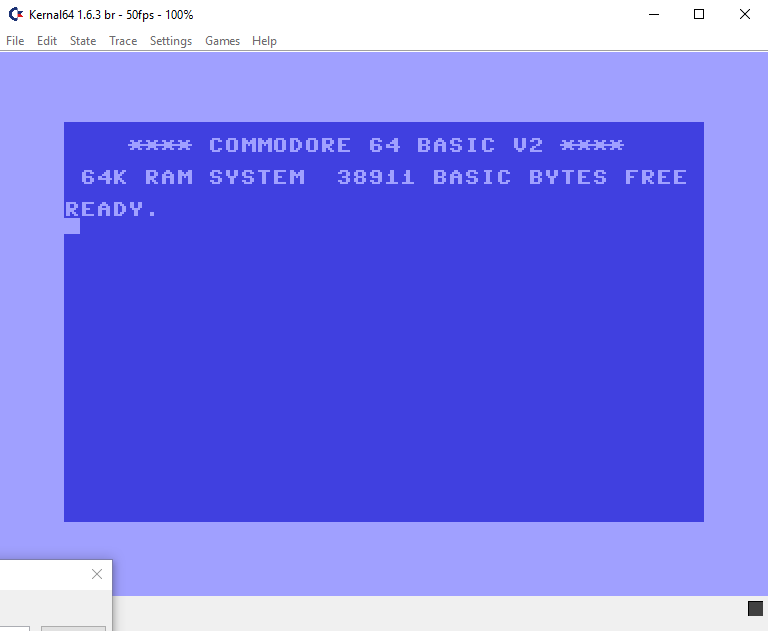 Kernal64 1.6.3 br - 50fps - 100%
File Edit State Trace Settings Games Help
**** COMMODORE 64 BASIC V2 ****
64K RAM SYSTEM  38911 BASIC BYTES FREE
READY.